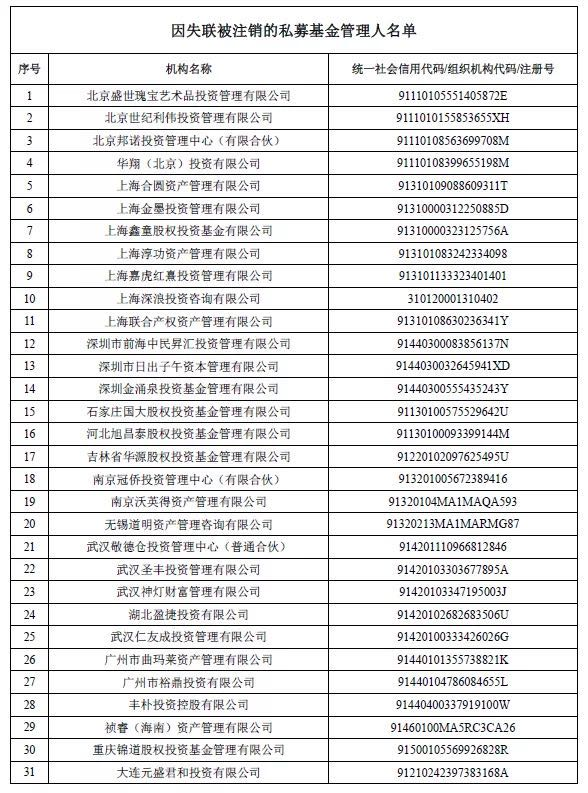 因失联被注销的私募基金管理人名单
序号 机构名称 统一社会信用代码/组织机构代码/注册号
1 北京盛世瑰宝艺术品投资管理有限公司 91110105551405872E
2 北京世纪利伟投资管理有限公司 9111010155853655XH
3 北京邦诺投资管理中心（有限合伙） 91110108563699708M
4 华翔（北京）投资有限公司 91110108399655198M
5 上海合圆资产管理有限公司 91310109088609311T
6 上海金墨投资管理有限公司 91310000312250885D
7 上海鑫童股权投资基金有限公司 91310000323125756A
8 上海淳功资产管理有限公司 913101083242334098
9 上海嘉虎红熹投资管理有限公司 913101133323401401
10 上海深浪投资咨询有限公司 310120001310402
11 上海联合产权资产管理有限公司 91310108630236341Y
12 深圳市前海中民昇汇投资管理有限公司 91440300083856137N
13 深圳市日出子午资本管理有限公司 9144030032645941XD
14 深圳金涌泉投资基金管理有限公司 91440300555435243Y
15 石家庄国大股权投资基金管理有限公司 91130100575529642U
16 河北旭昌泰股权投资基金管理有限公司 91130100093399144M
17 吉林省华源股权投资基金管理有限公司 91220102097625495U
18 南京冠侨投资管理中心（有限合伙） 913201005672389416
19 南京沃英得资产管理有限公司 91320104MA1MAQA593
20 无锡道明资产管理咨询有限公司 91320213MA1MARMG87
21 武汉敬德仓投资管理中心（普通合伙） 914201110966812846
22 武汉圣丰投资管理有限公司 91420103303677895A
23 武汉神灯财富管理有限公司 91420103347195003J
24 湖北盈捷投资有限公司 91420102682683506U
25 武汉仁友成投资管理有限公司 91420100333426026G
26 广州市曲玛莱资产管理有限公司 91440101355738821K
27 广州市裕鼎投资有限公司 91440104786084655L
28 丰朴投资控股有限公司 91440400337919100W
29 祯睿（海南）资产管理有限公司 91460100MA5RC3CA26
30 重庆锦道股权投资基金管理有限公司 91500105569926828R
31 大连元盛君和投资有限公司 91210242397383168A